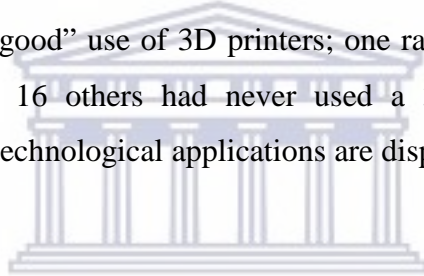 good” use of 3D printers; one ra
16 others had never used a
echnological applications are disp